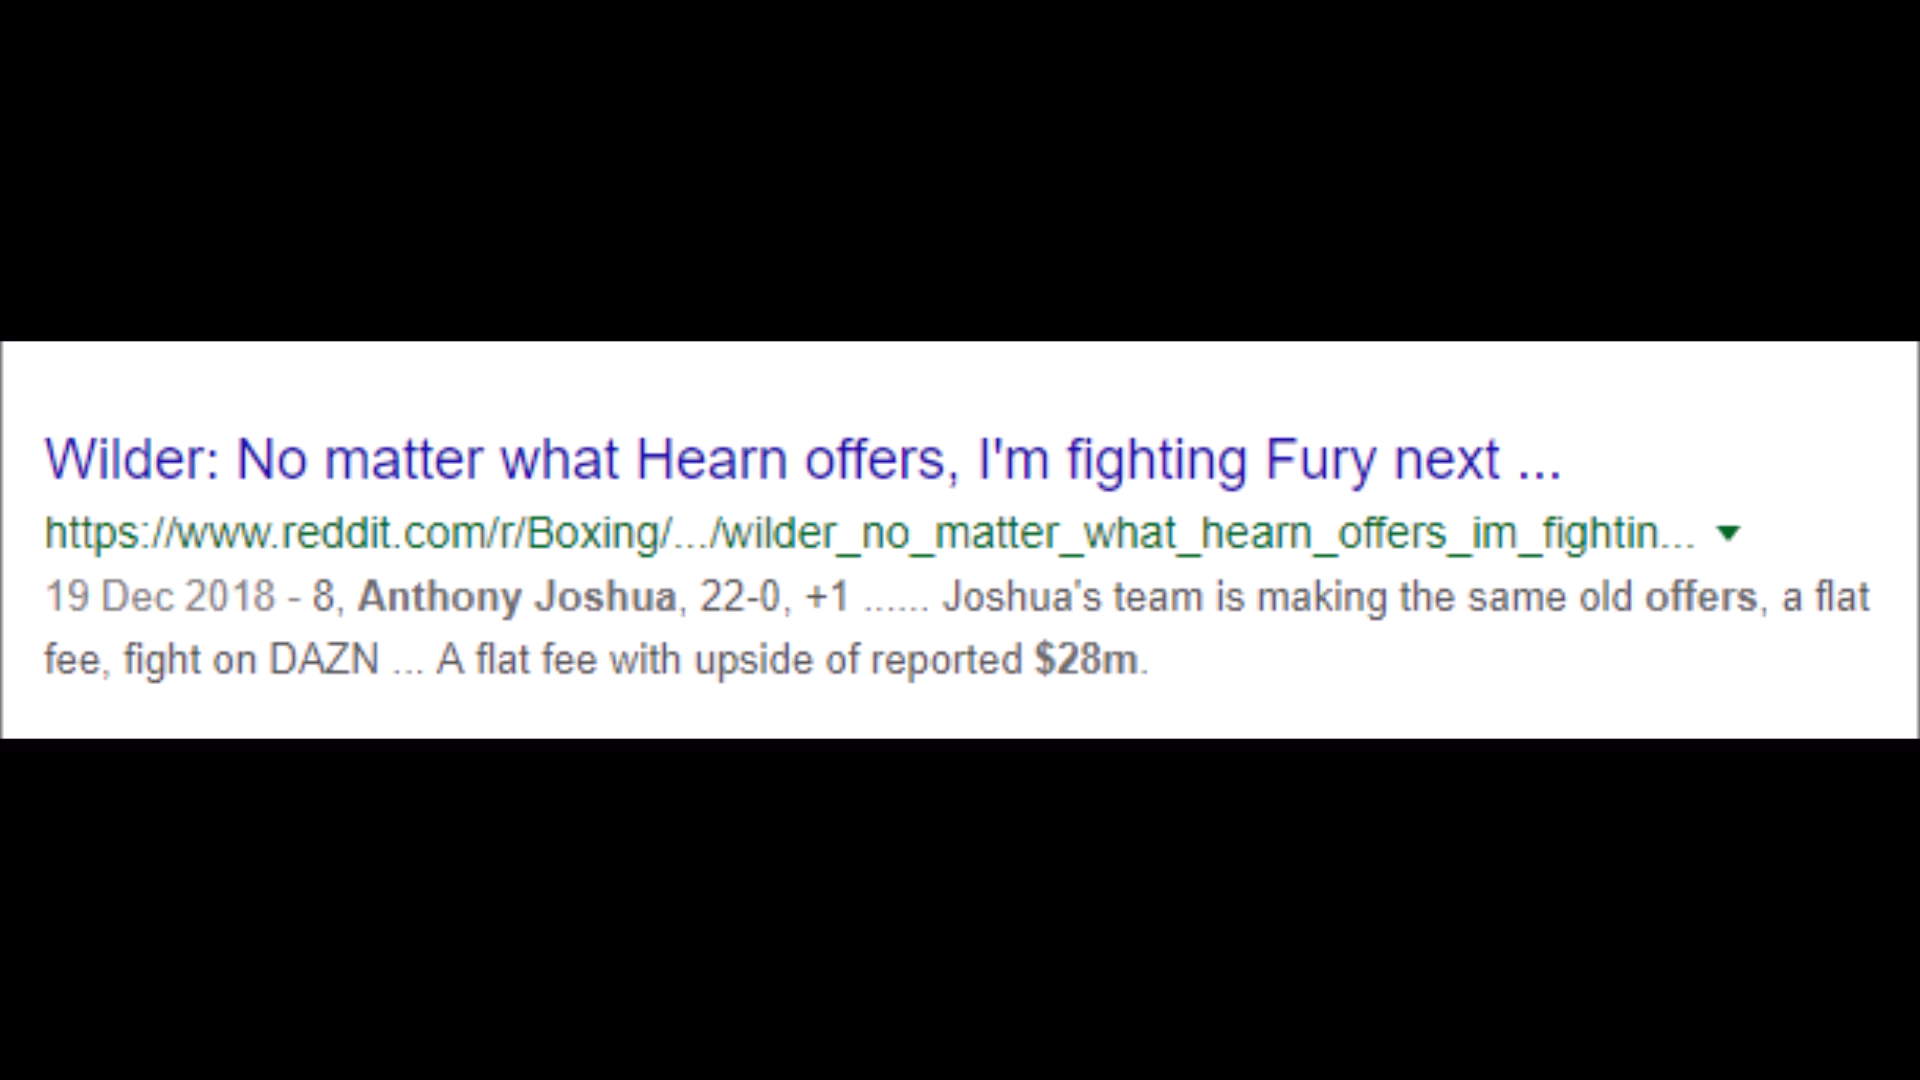 Wilder: No matter what Hearn offers, I'm fighting Fury next ...
https://www.reddit.com/r/Boxing/.../wilder_no_matter_what_hearn_offers_im_fightin...
19 Dec 2018 - 8, Anthony Joshua, 22-0, +1 ...... Joshua's team is making the same old offers, a flat
fee, fight on DAZN ... A flat fee with upside of reported $28m.